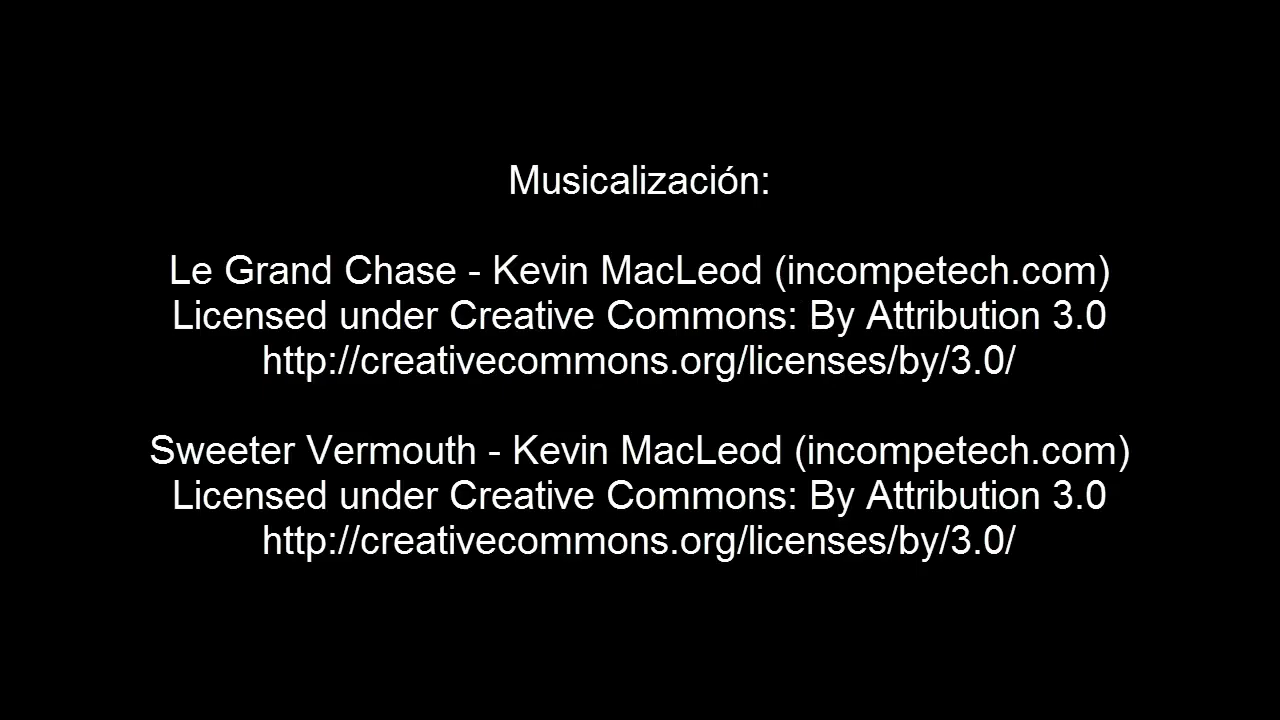 Musicalización:
Le Grand Chase - Kevin MacLeod (incompetech.com)
Licensed under Creative Commons: By Attribution 3.0
http://creativecommons.org/licenses/by/3.0/
Sweeter Vermouth - Kevin MacLeod (incompetech.com)
Licensed under Creative Commons: By Attribution 3.0
http://creativecommons.org/licenses/by/3.0/